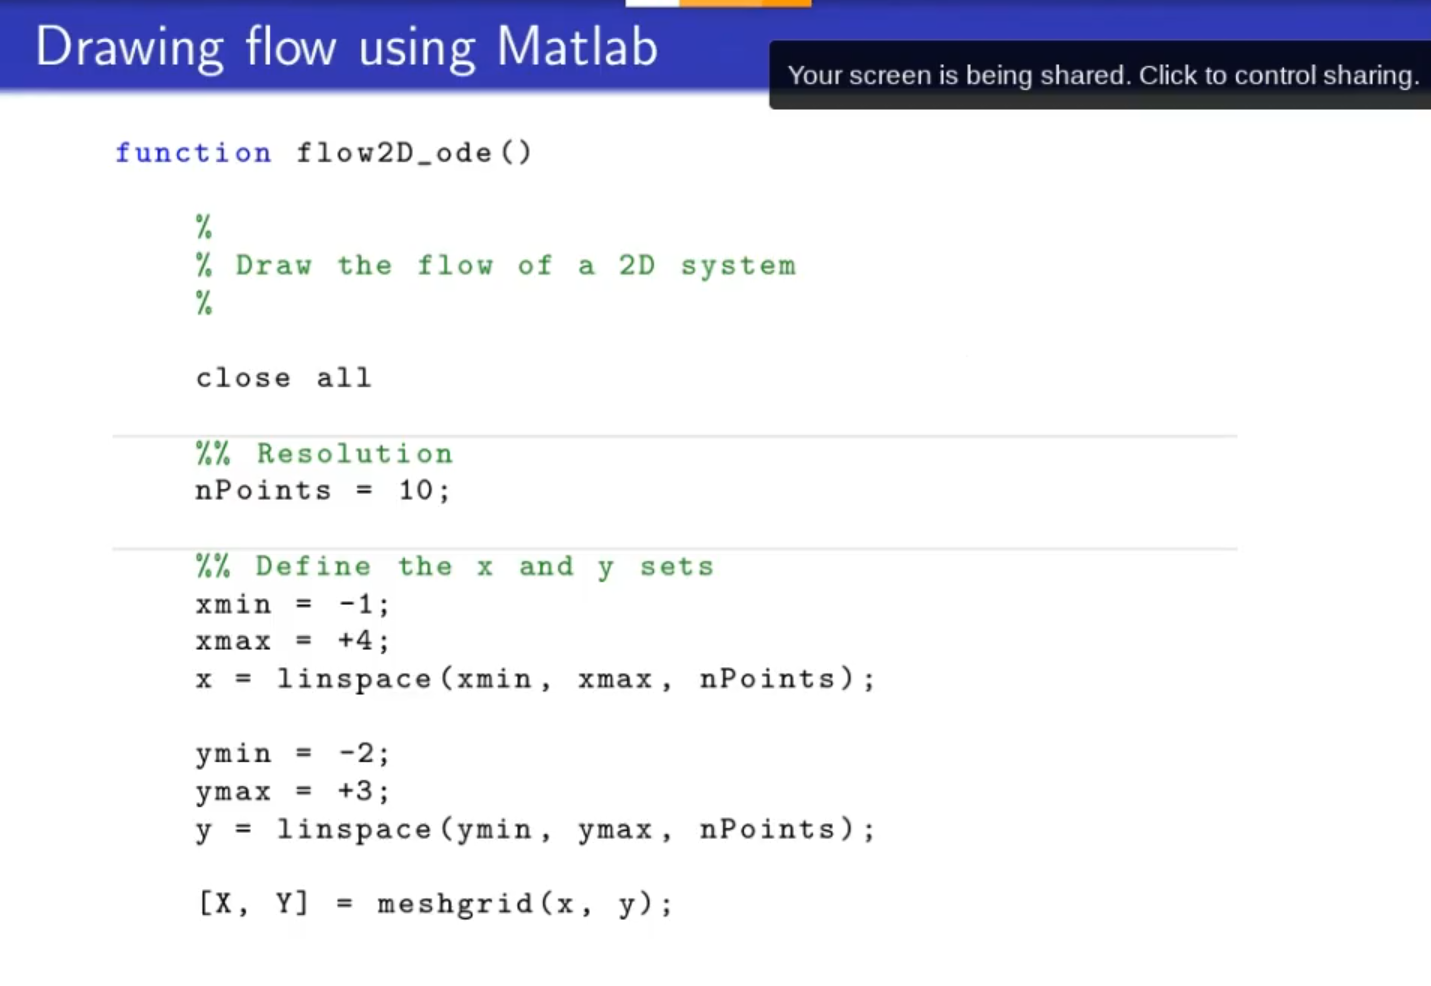 Drawing flow using Matlab
Your screen is being shared. Click to control sharing.
function flow2D_ode()
%
% Draw the flow of a 2D system
%
close all
%% Resolution
nPoints = 10;
%% Define the x and y sets
xmin = -1;
xmax = +4;
x = linspace(xmin, xmax, nPoints);
ymin = -2;
ymax = +3;
y = linspace(ymin, ymax, nPoints);
[X, Y] = meshgrid(x, y);